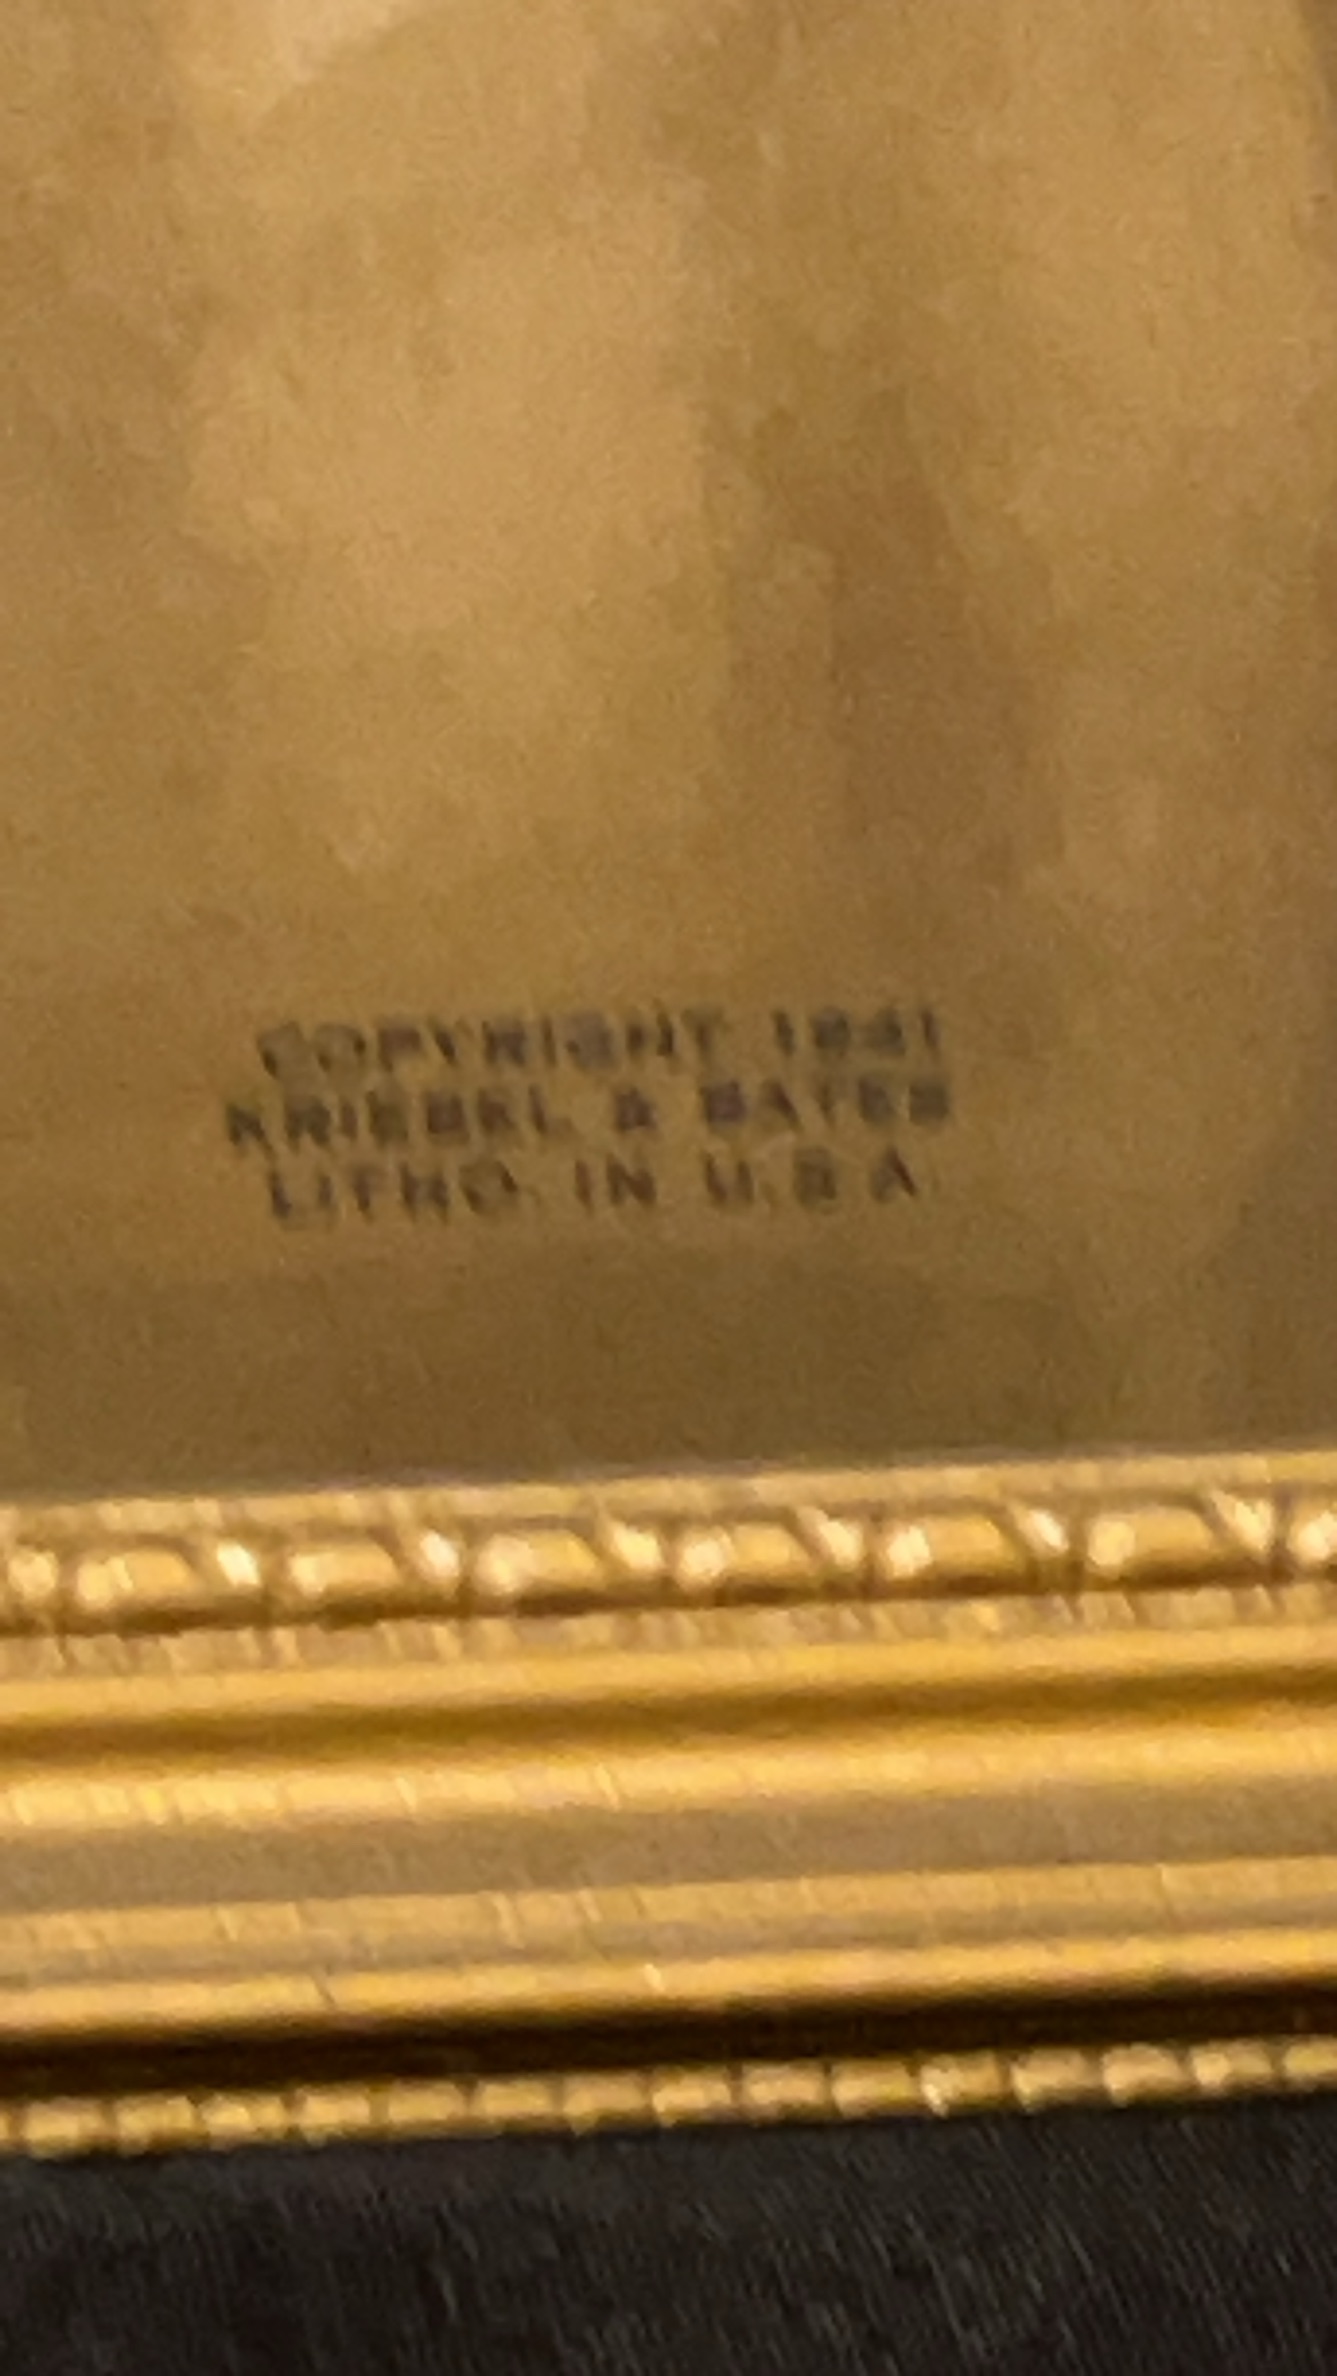 COPYRIGHT 1941
KRIEBEL & BATES
LITHO. IN U.S.A.